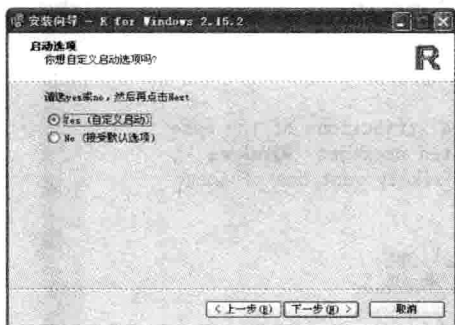 安装向导 - R for Windows 2.15.2
启动选项
你想自定义启动选项吗?
R
请选yes或no，然后再点击Next
Yes (自定义启动)
No (接受默认选项)
< 上一步(B) 下一步(N) > 取消